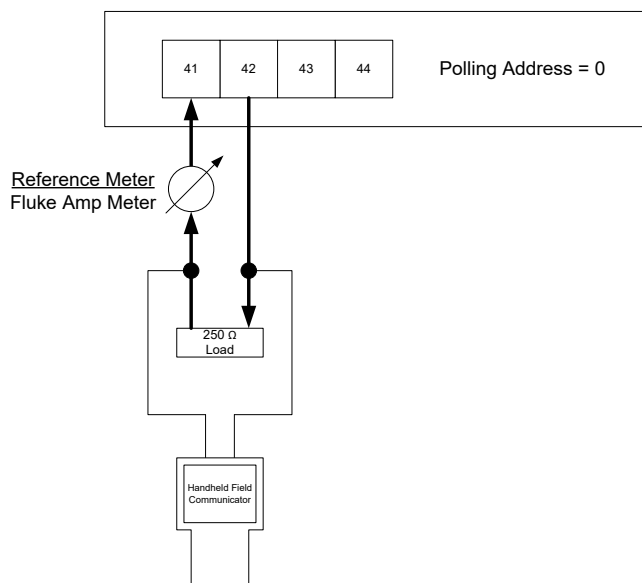 41 42 43 44
Polling Address = 0
Reference Meter
Fluke Amp Meter
250 Ω
Load
Handheld Field
Communicator